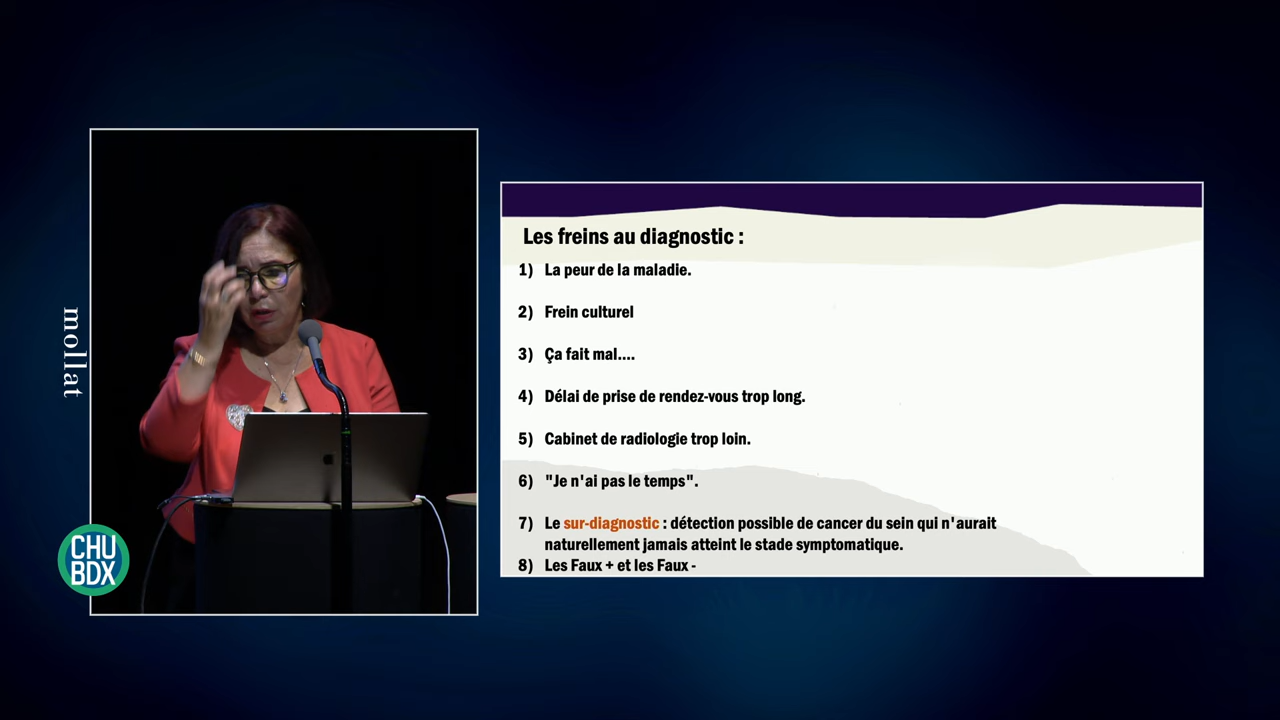 mollat
CHU
BDX
Les freins au diagnostic :
1) La peur de la maladie.
2) Frein culturel
3) Ça fait mal....
4) Délai de prise de rendez-vous trop long.
5) Cabinet de radiologie trop loin.
6) "Je n'ai pas le temps".
7) Le sur-diagnostic : détection possible de cancer du sein qui n'aurait
naturellement jamais atteint le stade symptomatique.
8) Les Faux + et les Faux -